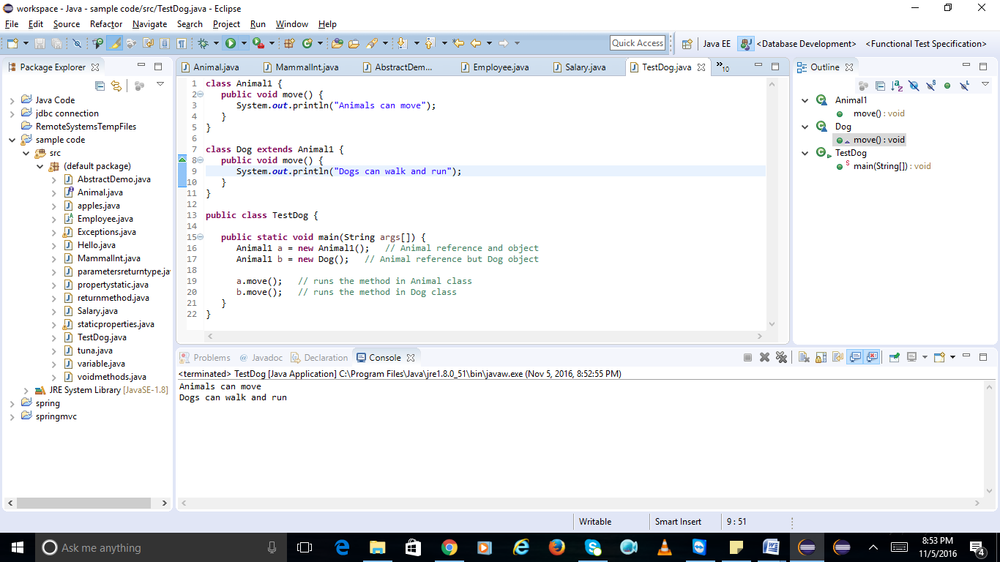 workspace - Java - sample code/src/TestDog.java - Eclipse
File Edit Source Refactor Navigate Search Project Run Window Help
Quick Access
Java EE
<Database Development>
<Functional Test Specification>
Package Explorer
Java Code
jdbc connection
RemoteSystemsTempFiles
sample code
src
(default package)
AbstractDemo.java
Animal.java
apples.java
Employee.java
Exceptions.java
Hello.java
MammalInt.java
parametersreturntype.ja
propertystatic.java
returnmethod.java
Salary.java
staticproperties.java
TestDog.java
tuna.java
variable.java
voidmethods.java
JRE System Library [JavaSE-1.8]
spring
springmvc
Animal.java MammalInt.java AbstractDem... Employee.java Salary.java TestDog.java »10
1 class Animal1 {
2 public void move() {
3 System.out.println("Animals can move");
4 }
5 }
6
7 class Dog extends Animal1 {
8 public void move() {
9 System.out.println("Dogs can walk and run");
10 }
11 }
12
13 public class TestDog {
14
15 public static void main(String args[]) {
16 Animal1 a = new Animal1(); // Animal reference and object
17 Animal1 b = new Dog(); // Animal reference but Dog object
18
19 a.move(); // runs the method in Animal class
20 b.move(); // runs the method in Dog class
21 }
22 }
Outline
Animal1
move() : void
Dog
move() : void
TestDog
main(String[]) : void
Problems @ Javadoc Declaration Console
<terminated> TestDog [Java Application] C:\Program Files\Java\jre1.8.0_51\bin\javaw.exe (Nov 5, 2016, 8:52:55 PM)
Animals can move
Dogs can walk and run
Writable
Smart Insert
9 : 51
Ask me anything
8:53 PM
11/5/2016
4